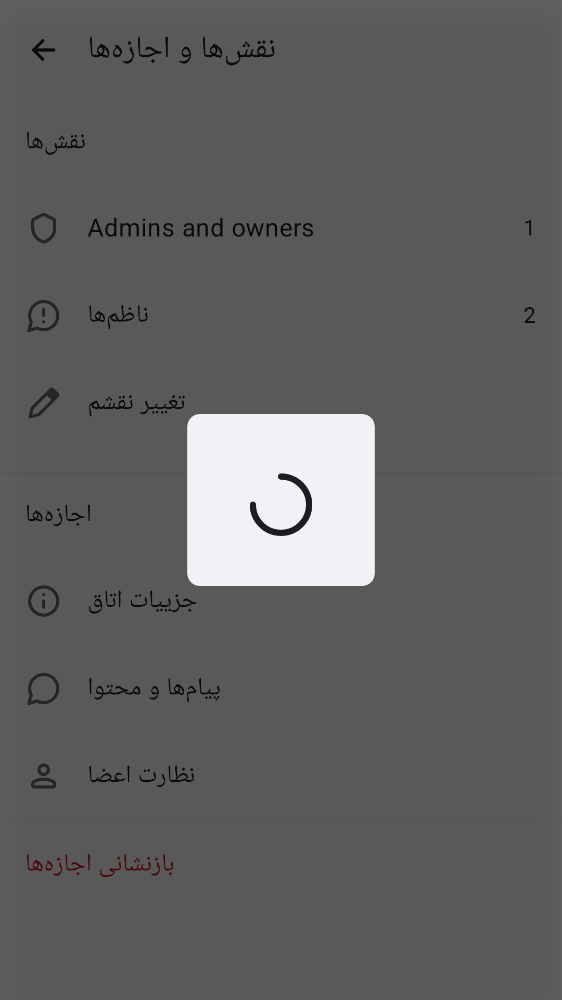 نقش‌ها و اجازه‌ها
نقش‌ها
Admins and owners 1
ناظم‌ها 2
تغییر نقشم
اجازه‌ها
جزییات اتاق
پیام‌ها و محتوا
نظارت اعضا
بازنشانی اجازه‌ها